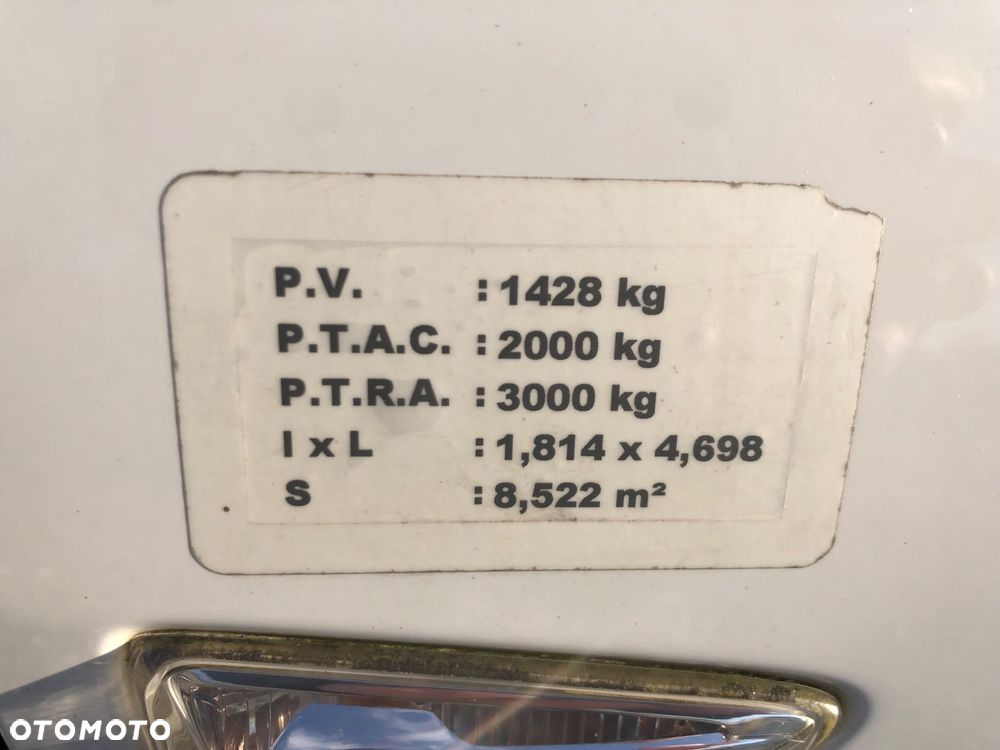 P.V. : 1428 kg
P.T.A.C. : 2000 kg
P.T.R.A. : 3000 kg
l x L : 1,814 x 4,698
S : 8,522 m²
OTOMOTO